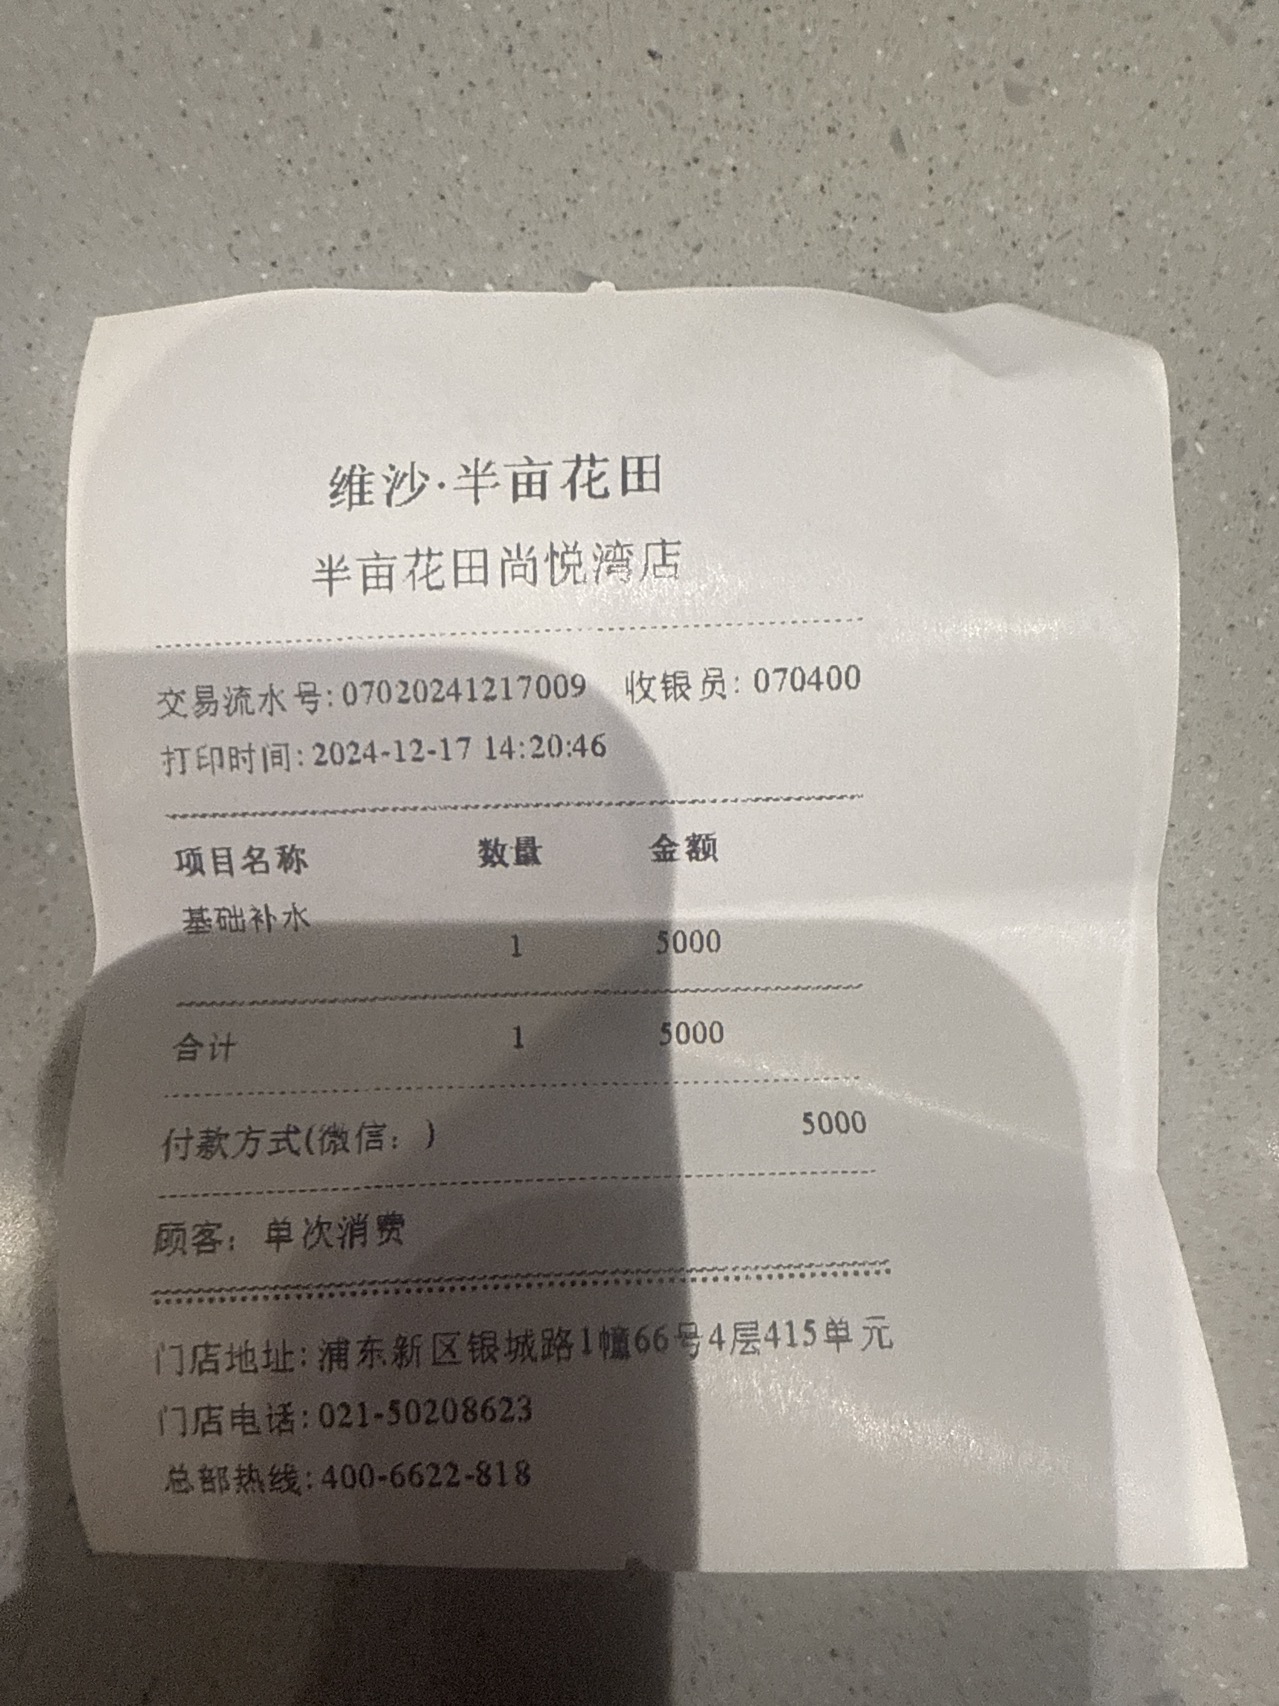 维沙·半亩花田
半亩花田尚悦湾店
交易流水号:07020241217009 收银员: 070400
打印时间:2024-12-17 14:20:46
项目名称 数量 金额
基础补水
1 5000
合计 1 5000
付款方式(微信: ) 5000
顾客: 单次消费
门店地址:浦东新区银城路1幢66号4层415单元
门店电话:021-50208623
总部热线:400-6622-818